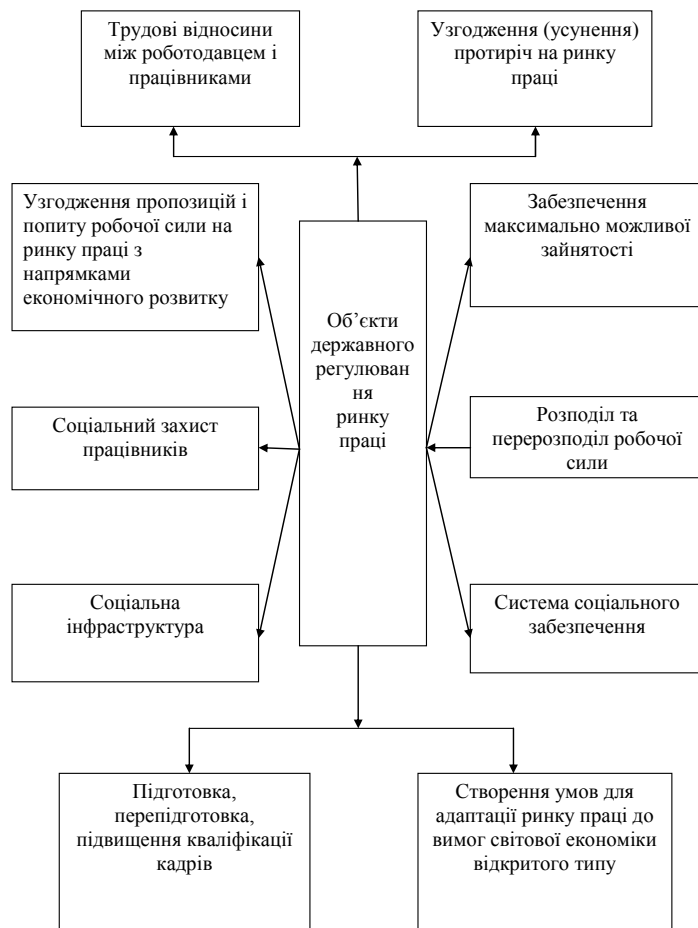 Трудові відносини
між роботодавцем і
працівниками
Узгодження (усунення)
протиріч на ринку
праці
Узгодження пропозицій і
попиту робочої сили на
ринку праці з
напрямками
економічного розвитку
Забезпечення
максимально можливої
зайнятості
Об’єкти
державного
регулюван
ня
ринку
праці
Соціальний захист
працівників
Розподіл та
перерозподіл робочої
сили
Соціальна
інфраструктура
Система соціального
забезпечення
Підготовка,
перепідготовка,
підвищення кваліфікації
кадрів
Створення умов для
адаптації ринку праці до
вимог світової економіки
відкритого типу